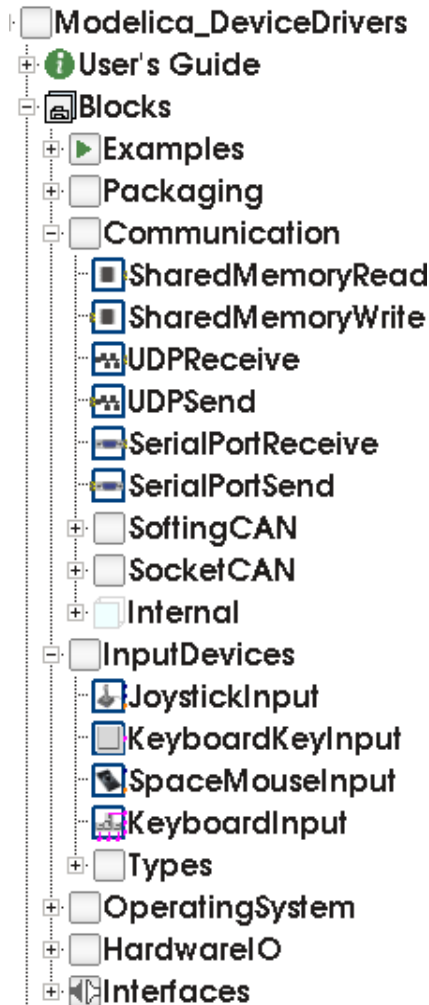 Modelica_DeviceDrivers
User's Guide
Blocks
Examples
Packaging
Communication
SharedMemoryRead
SharedMemoryWrite
UDPReceive
UDPSend
SerialPortReceive
SerialPortSend
SoftingCAN
SocketCAN
Internal
InputDevices
JoystickInput
KeyboardKeyInput
SpaceMouseInput
KeyboardInput
Types
OperatingSystem
HardwareIO
Interfaces